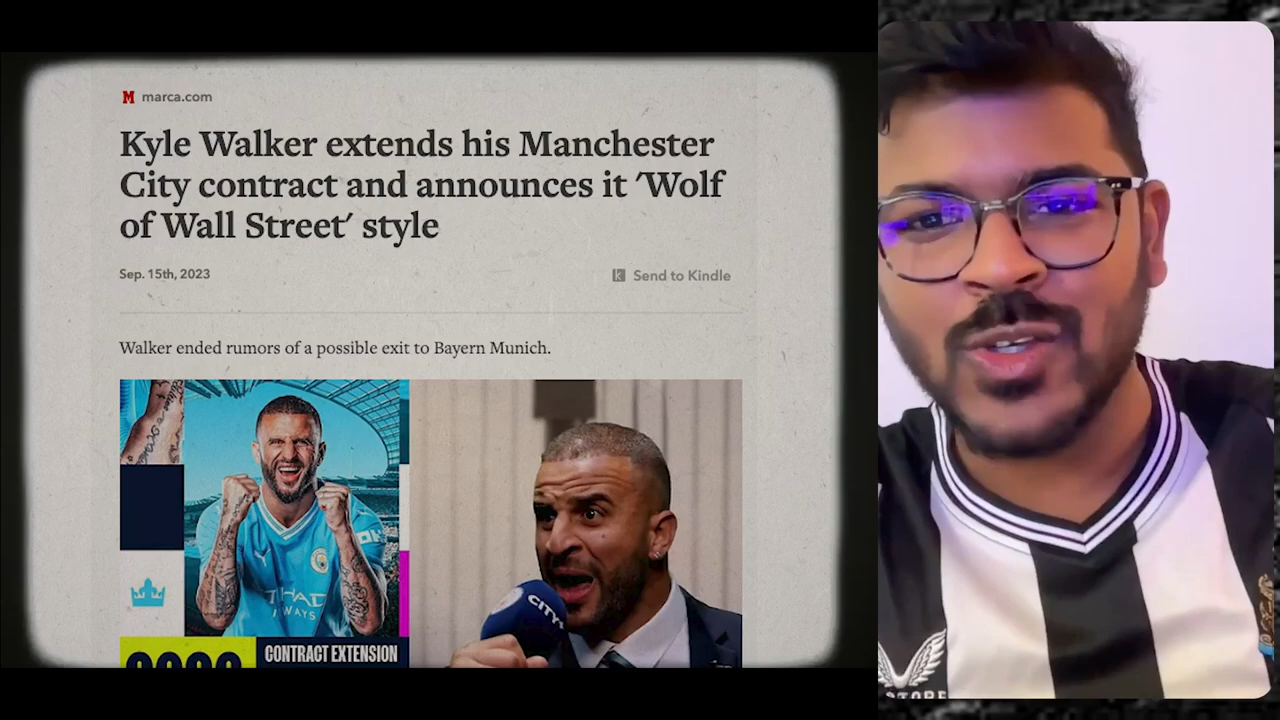 M marca.com
Kyle Walker extends his Manchester
City contract and announces it 'Wolf
of Wall Street' style
Sep. 15th, 2023
Send to Kindle
Walker ended rumors of a possible exit to Bayern Munich.
CITY
CONTRACT EXTENSION